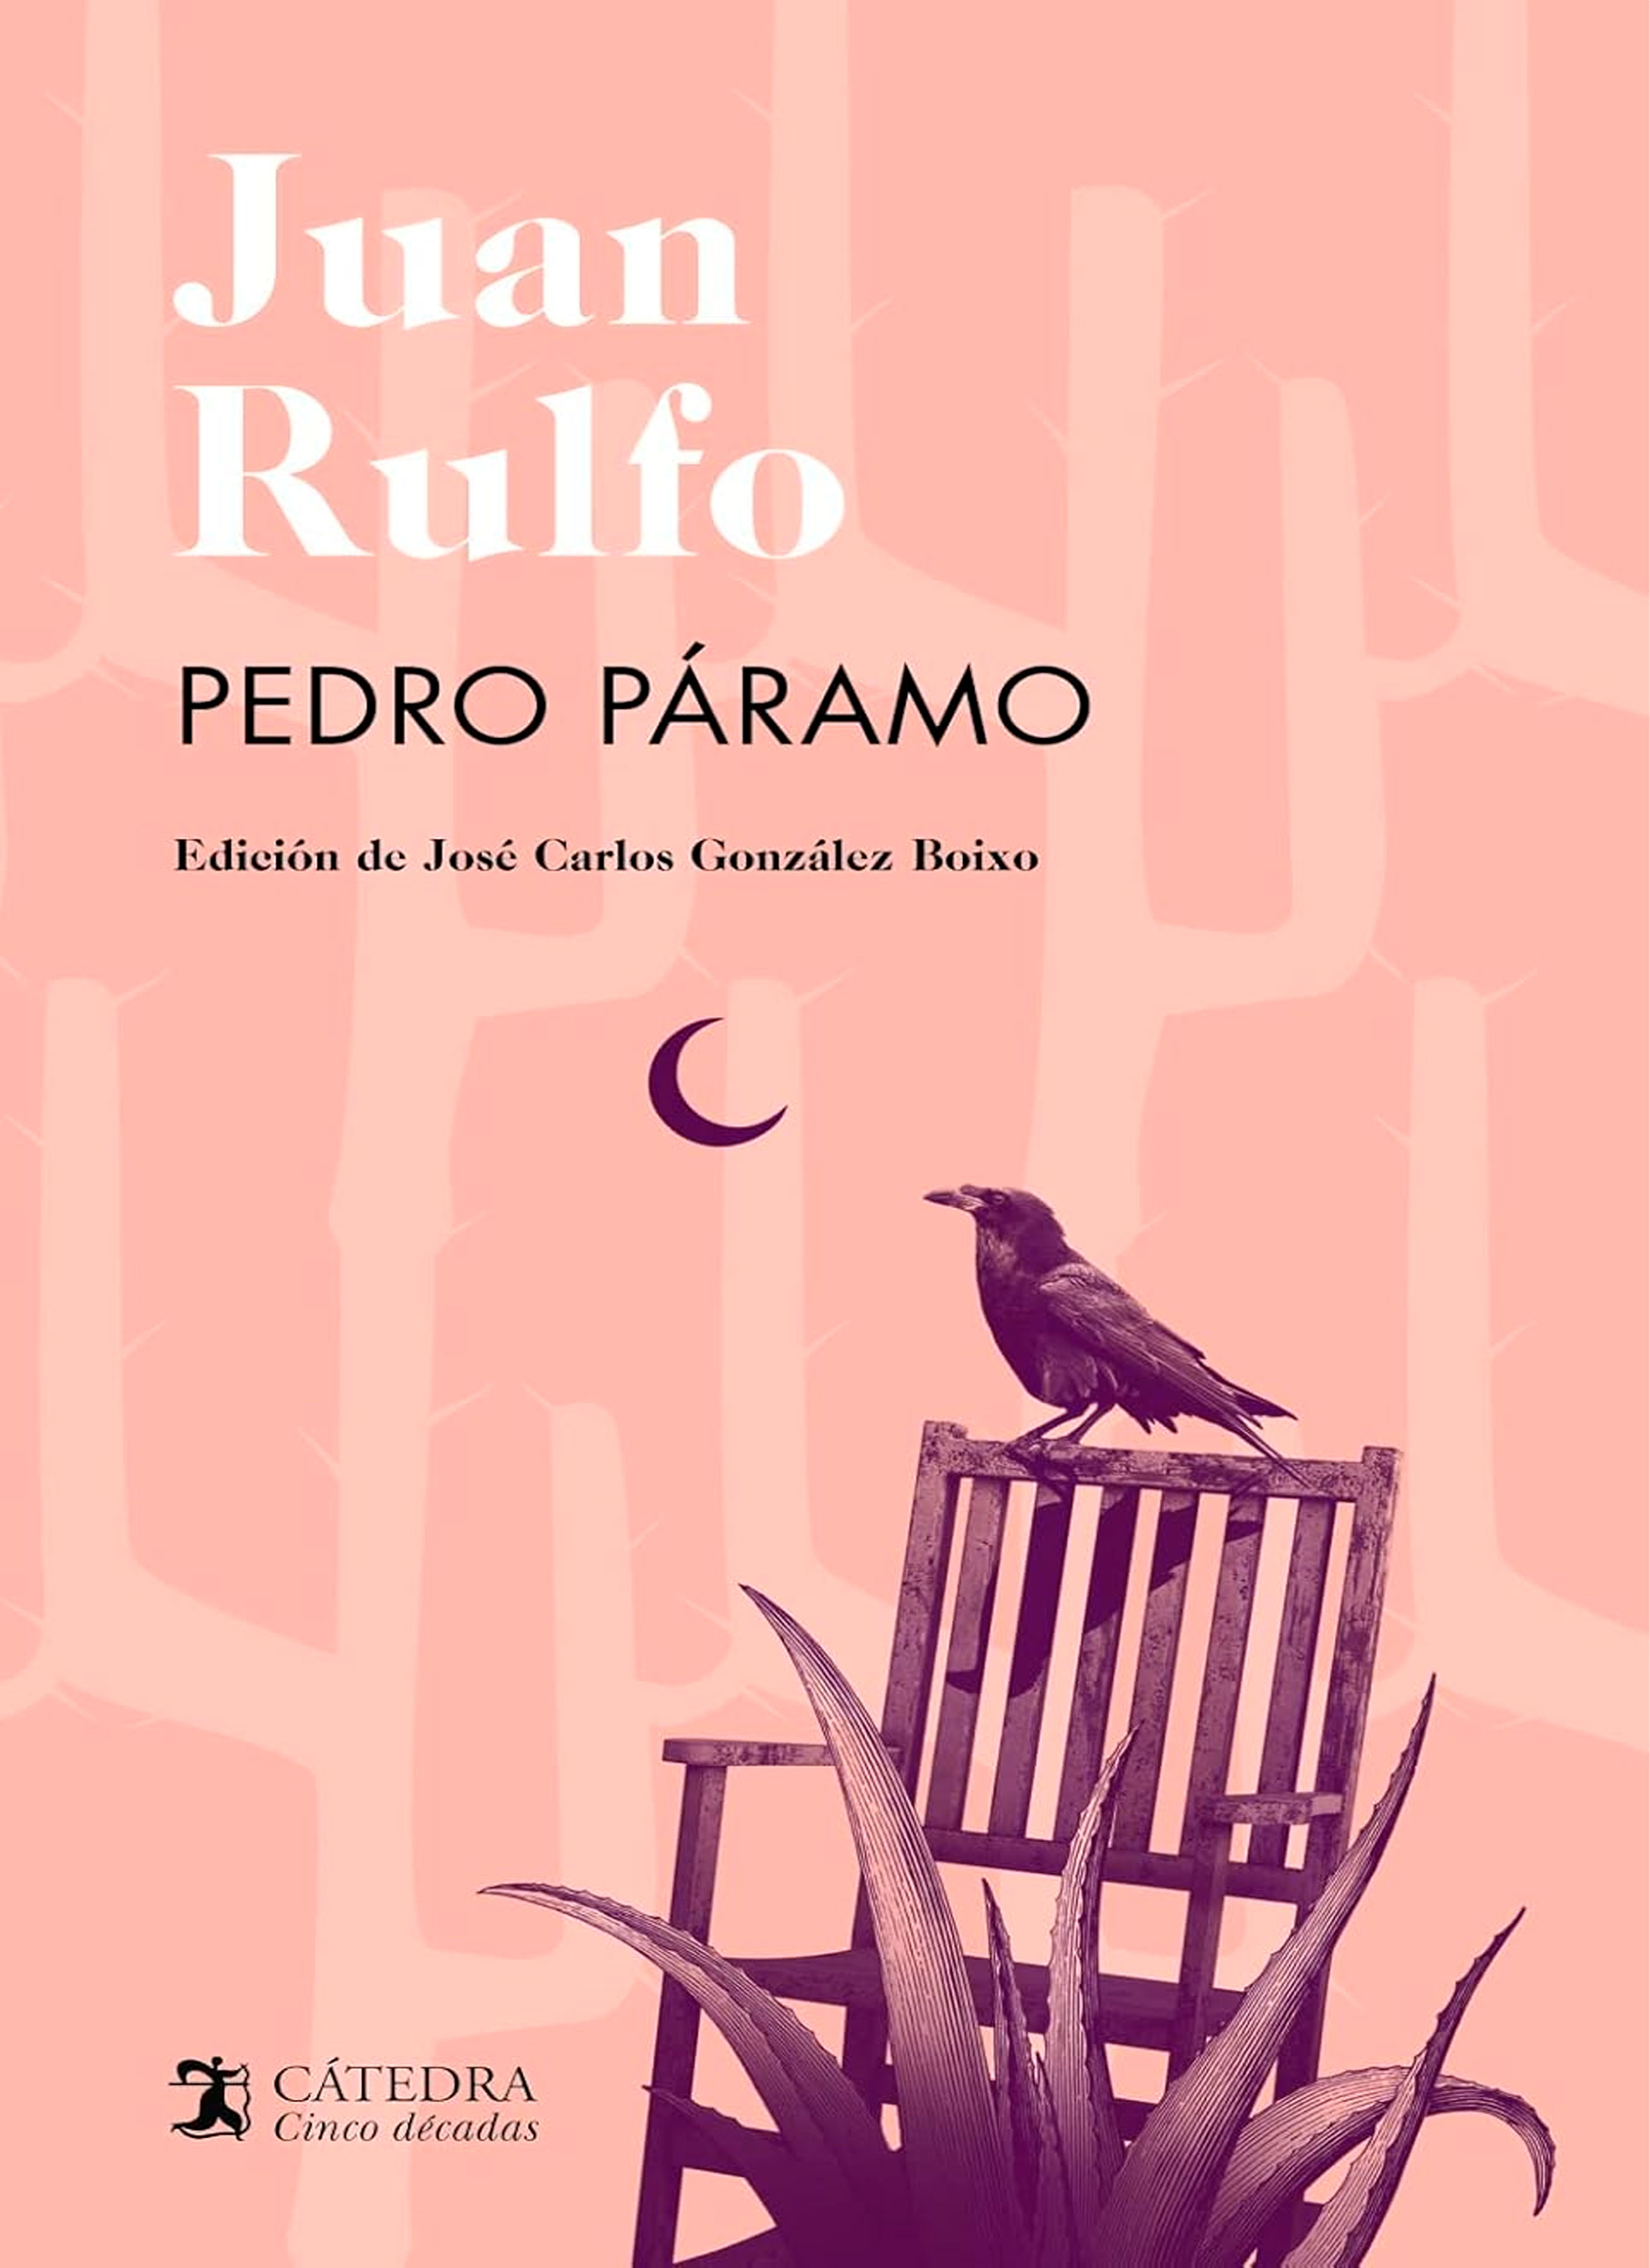 Juan
Rulfo
PEDRO PÁRAMO
Edición de José Carlos González Boixo
CÁTEDRA
Cinco décadas